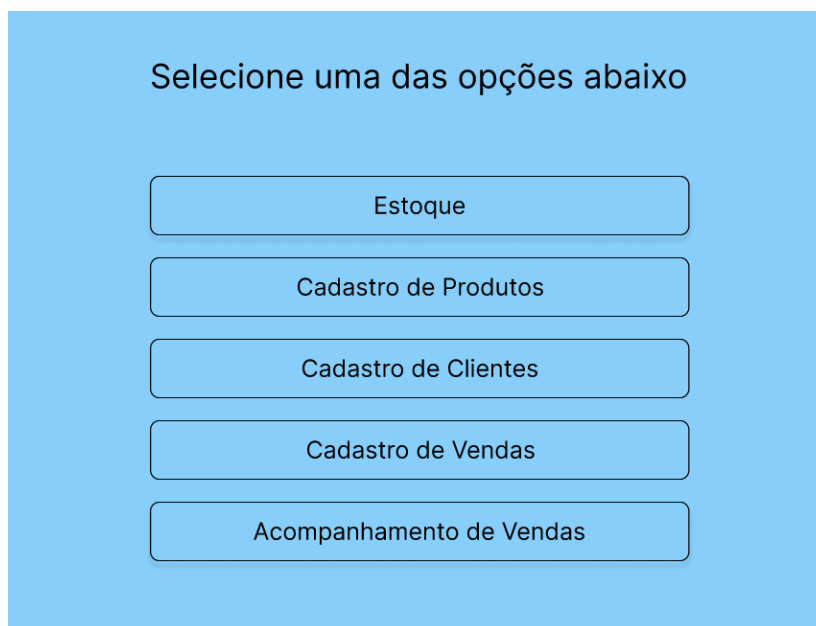 Selecione uma das opções abaixo
Estoque
Cadastro de Produtos
Cadastro de Clientes
Cadastro de Vendas
Acompanhamento de Vendas